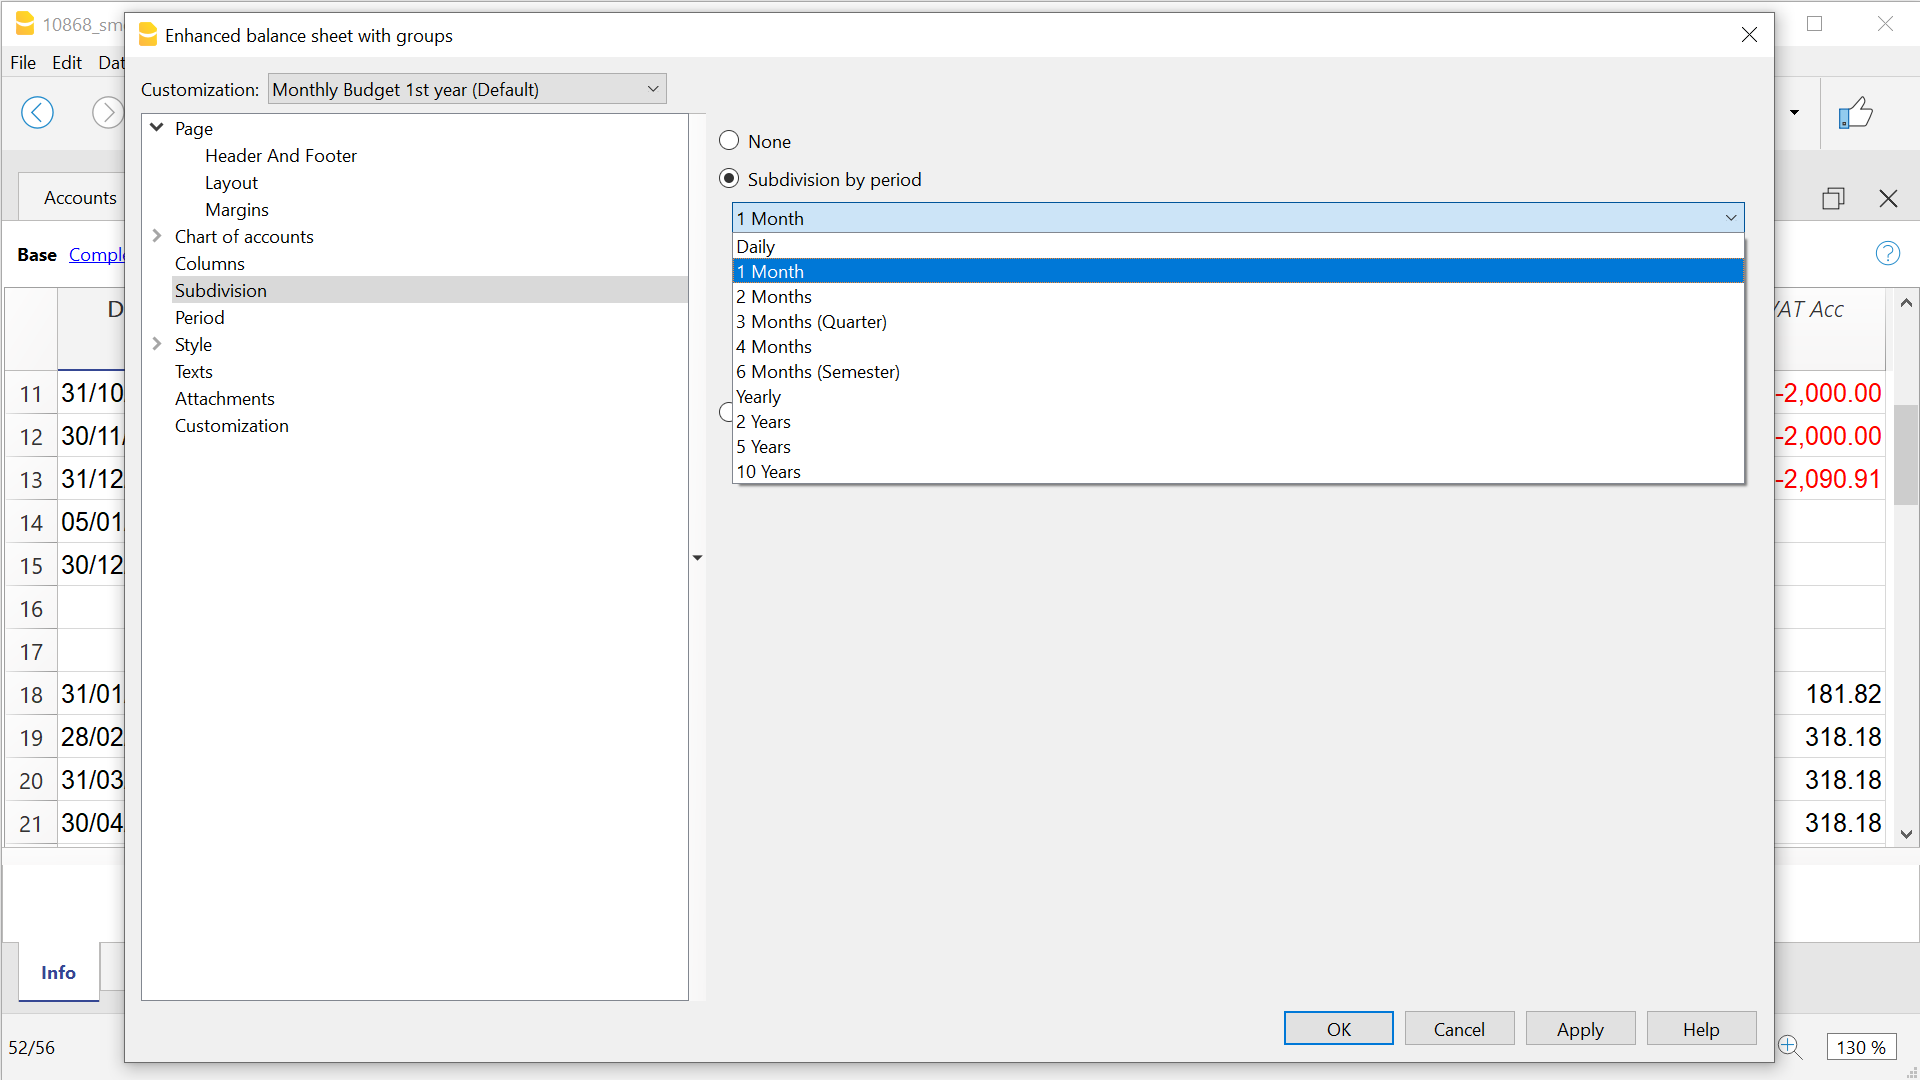 10868_sm
Enhanced balance sheet with groups
File Edit Dat
Customization: Monthly Budget 1st year (Default)
Page
Header And Footer
Layout
Margins
Chart of accounts
Columns
Subdivision
Period
Style
Texts
Attachments
Customization
None
Subdivision by period
1 Month
Daily
1 Month
2 Months
3 Months (Quarter)
4 Months
6 Months (Semester)
Yearly
2 Years
5 Years
10 Years
Accounts
Base Comple
D
/AT Acc
11 31/10 -2,000.00
12 30/11/ -2,000.00
13 31/12 -2,090.91
14 05/01
15 30/12
16
17
18 31/01 181.82
19 28/02 318.18
20 31/03 318.18
21 30/04 318.18
Info
OK Cancel Apply Help
52/56
130 %